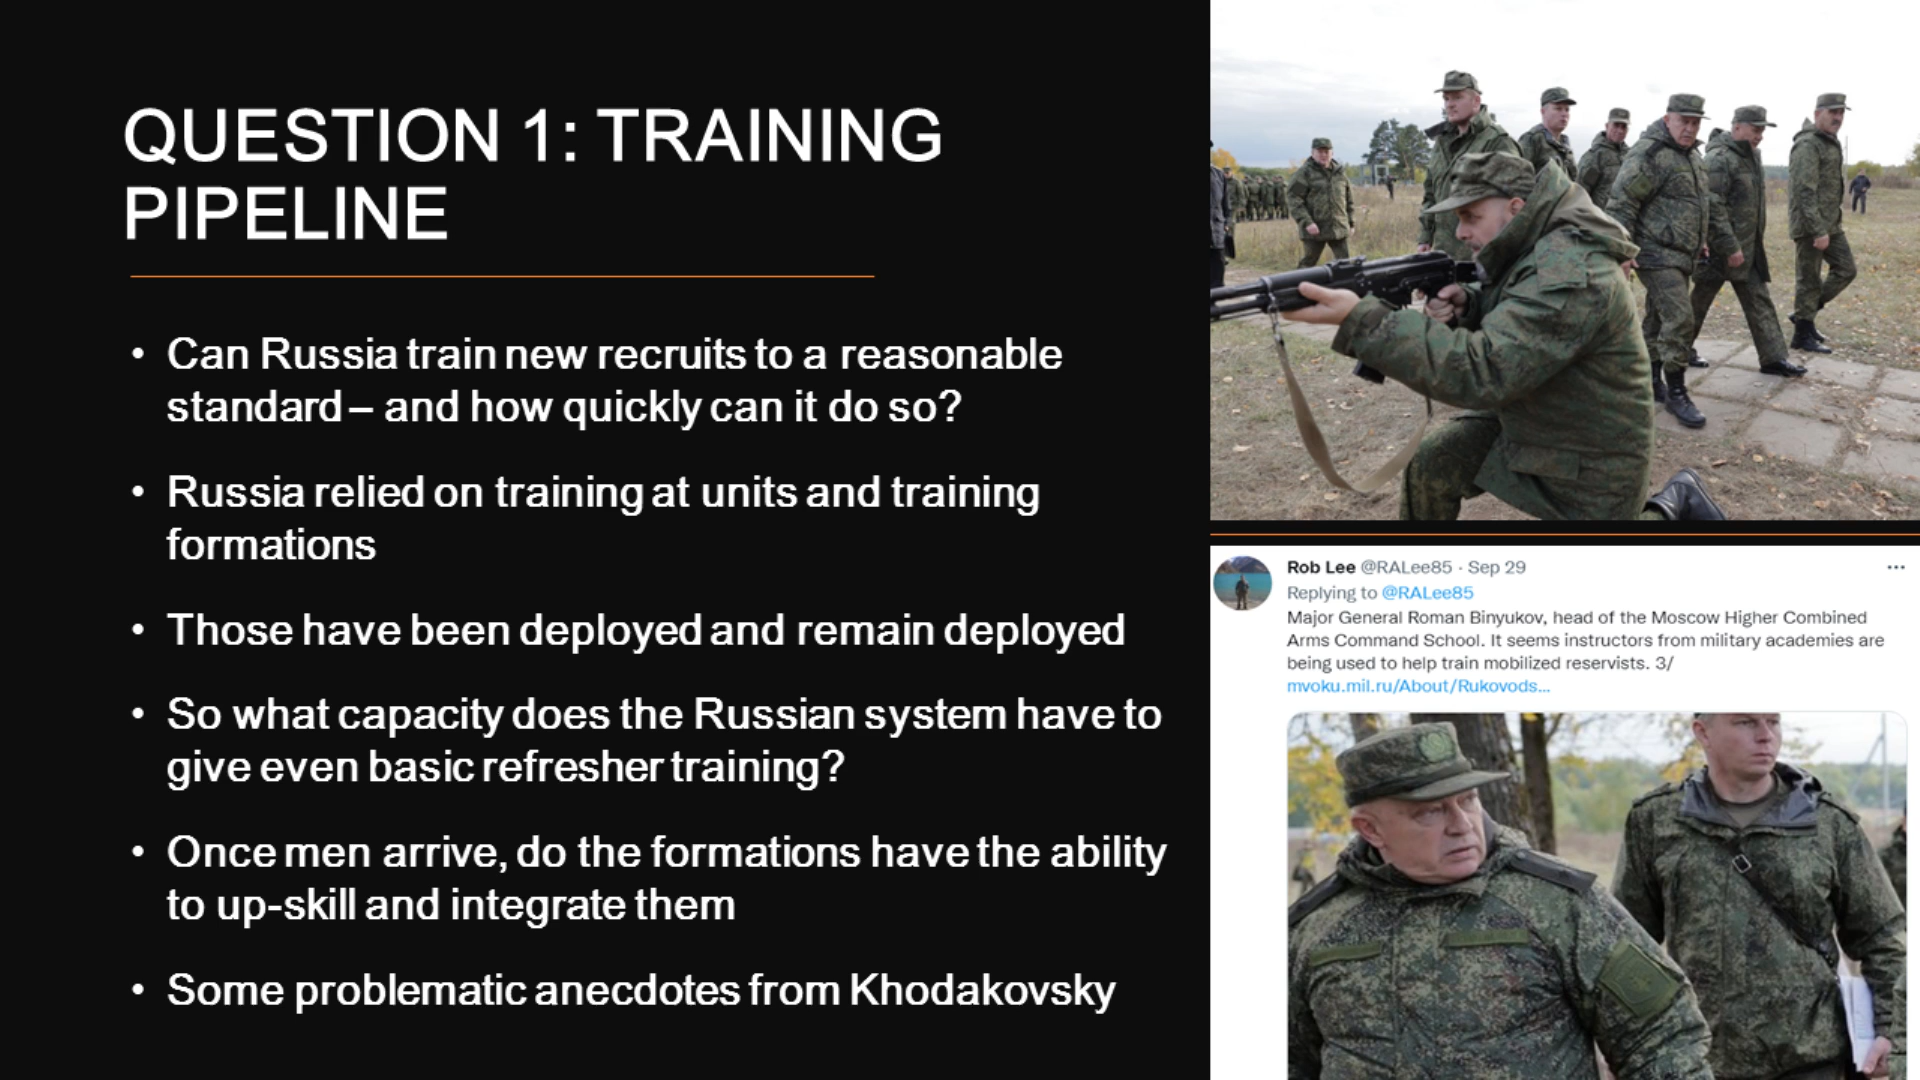 QUESTION 1: TRAINING
PIPELINE
• Can Russia train new recruits to a reasonable
standard – and how quickly can it do so?
• Russia relied on training at units and training
formations
• Those have been deployed and remain deployed
• So what capacity does the Russian system have to
give even basic refresher training?
• Once men arrive, do the formations have the ability
to up-skill and integrate them
• Some problematic anecdotes from Khodakovsky
Rob Lee @RALee85 · Sep 29
Replying to @RALee85
Major General Roman Binyukov, head of the Moscow Higher Combined
Arms Command School. It seems instructors from military academies are
being used to help train mobilized reservists. 3/
mvoku.mil.ru/About/Rukovods...